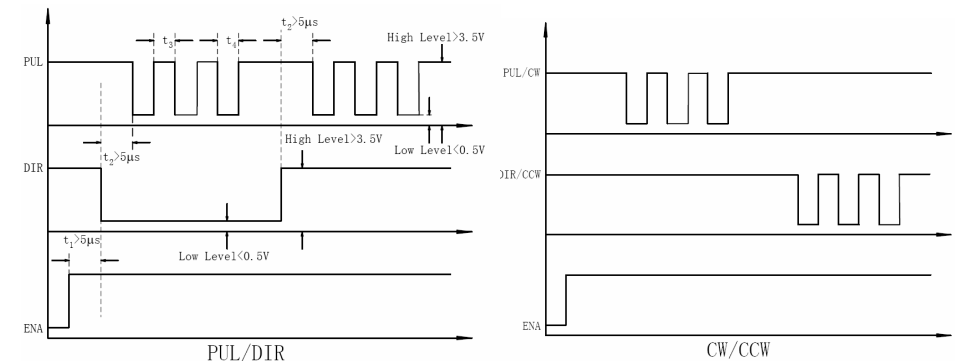 t2>5μs
t3
t4
High Level>3.5V
PUL
PUL/CW
High Level>3.5V
Low Level<0.5V
t2>5μs
DIR
DIR/CCW
t1>5μs
Low Level<0.5V
ENA
ENA
PUL/DIR
CW/CCW